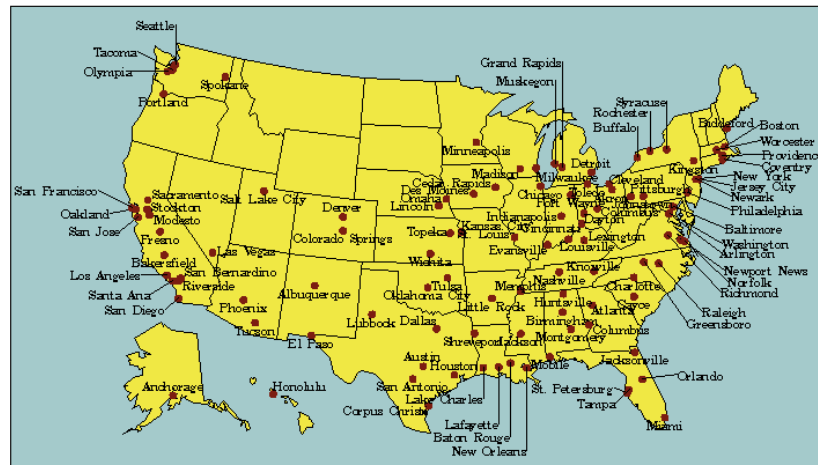 Seattle
Tacoma
Olympia
Spokane
Portland
Grand Rapids
Muskegon
Syracuse
Rochester
Buffalo
Biddeford
Boston
Worcester
Providenc
Coventry
Kingston
New York
Jersey City
Newark
Philadelphia
Baltimore
Washington
Arlington
Newport News
Norfolk
Richmond
Raleigh
Greensboro
Minneapolis
Madison
Milwaukee
Detroit
Cleveland
Pittsburg
Cedar Rapids
Des Moines
Omaha
Lincoln
Chicago
Toledo
Akron
Fort Wayne
Columbus
Dayton
Indianapolis
Cincinnati
San Francisco
Sacramento
Oakland
Stockton
San Jose
Modesto
Fresno
Salt Lake City
Denver
Colorado Springs
Topeka
Kansas City
St. Louis
Evansville
Louisville
Lexington
Las Vegas
Bakersfield
Los Angeles
San Bernardino
Santa Ana
Riverside
San Diego
Phoenix
Tucson
Albuquerque
El Paso
Wichita
Tulsa
Oklahoma City
Lubbock
Dallas
Little Rock
Memphis
Nashville
Knoxville
Charlotte
Cayce
Huntsville
Atlanta
Birmingham
Columbus
Montgomery
Shreveport
Jackson
Mobile
Jacksonville
Austin
Houston
San Antonio
Corpus Christi
Lake Charles
Lafayette
Baton Rouge
New Orleans
St. Petersburg
Tampa
Orlando
Miami
Anchorage
Honolulu